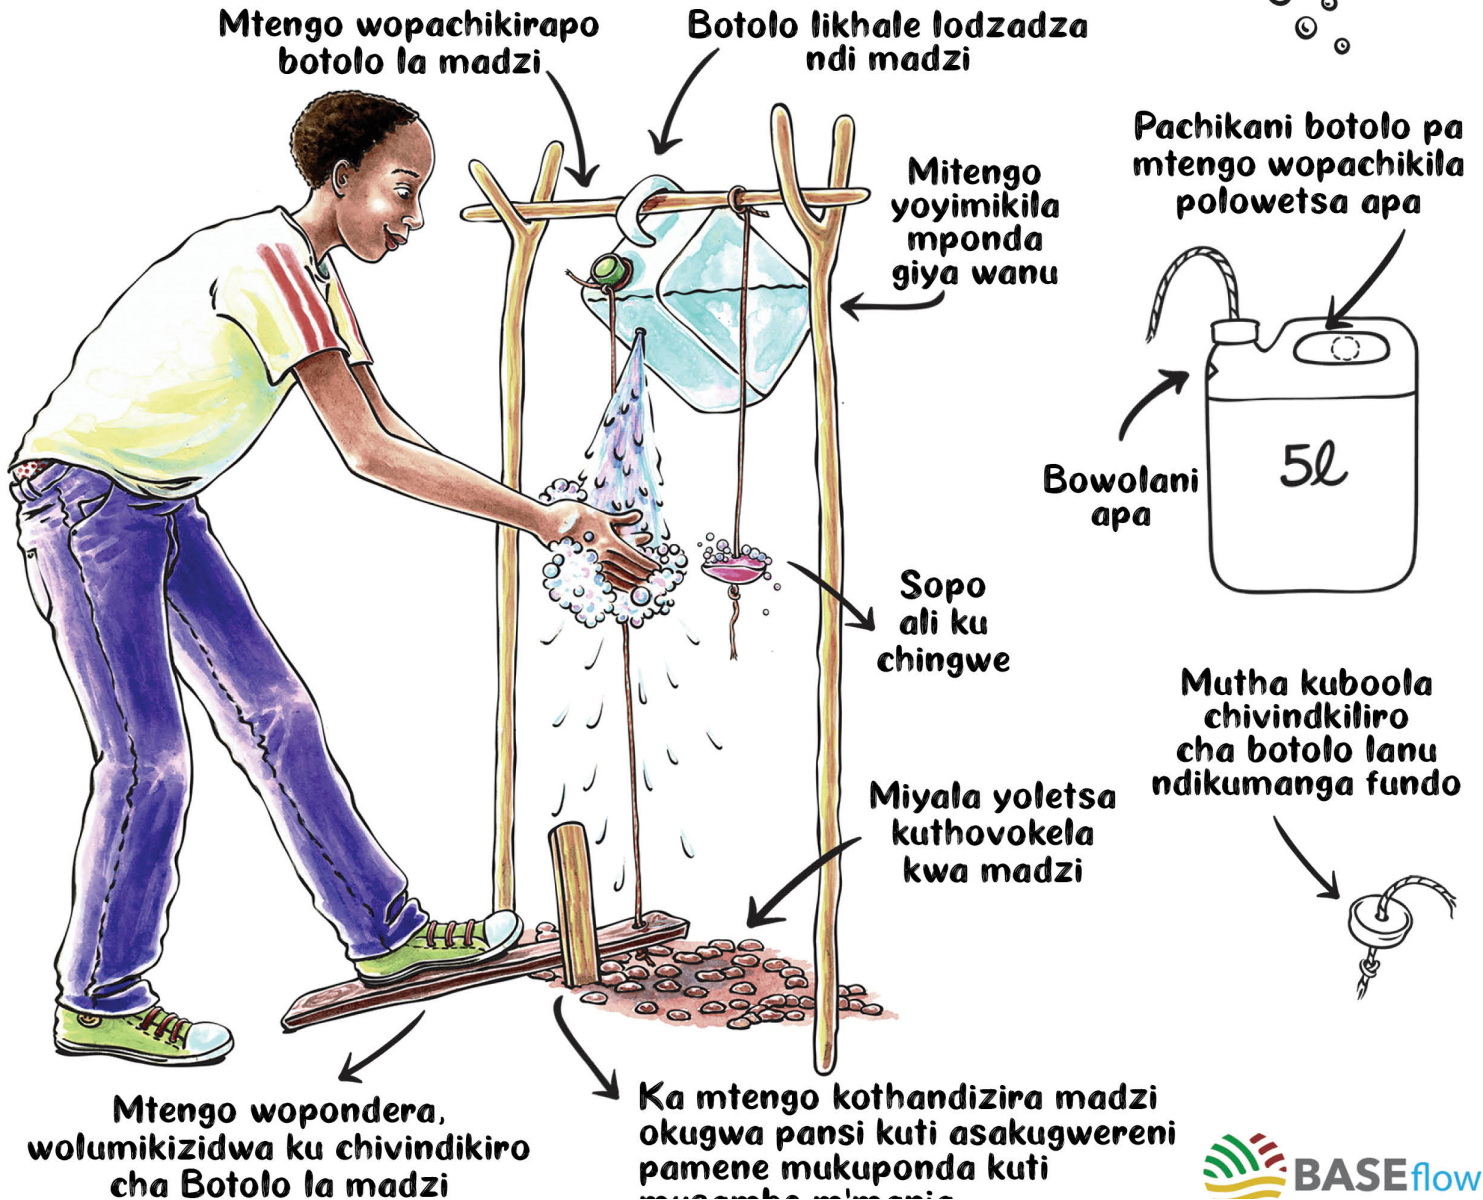 Mtengo wopachikirapo
botolo la madzi
Botolo likhale lodzadza
ndi madzi
Pachikani botolo pa
mtengo wopachikila
polowetsa apa
Mitengo
yoyimikila
mponda
giya wanu
5l
Bowolani
apa
Sopo
ali ku
chingwe
Mutha kuboola
chivindkiliro
cha botolo lanu
ndikumanga fundo
Miyala yoletsa
kuthovokela
kwa madzi
Mtengo wopondera,
wolumikizidwa ku chivindikiro
cha Botolo la madzi
Ka mtengo kothandizira madzi
okugwa pansi kuti asakugwereni
pamene mukuponda kuti
BASEflow